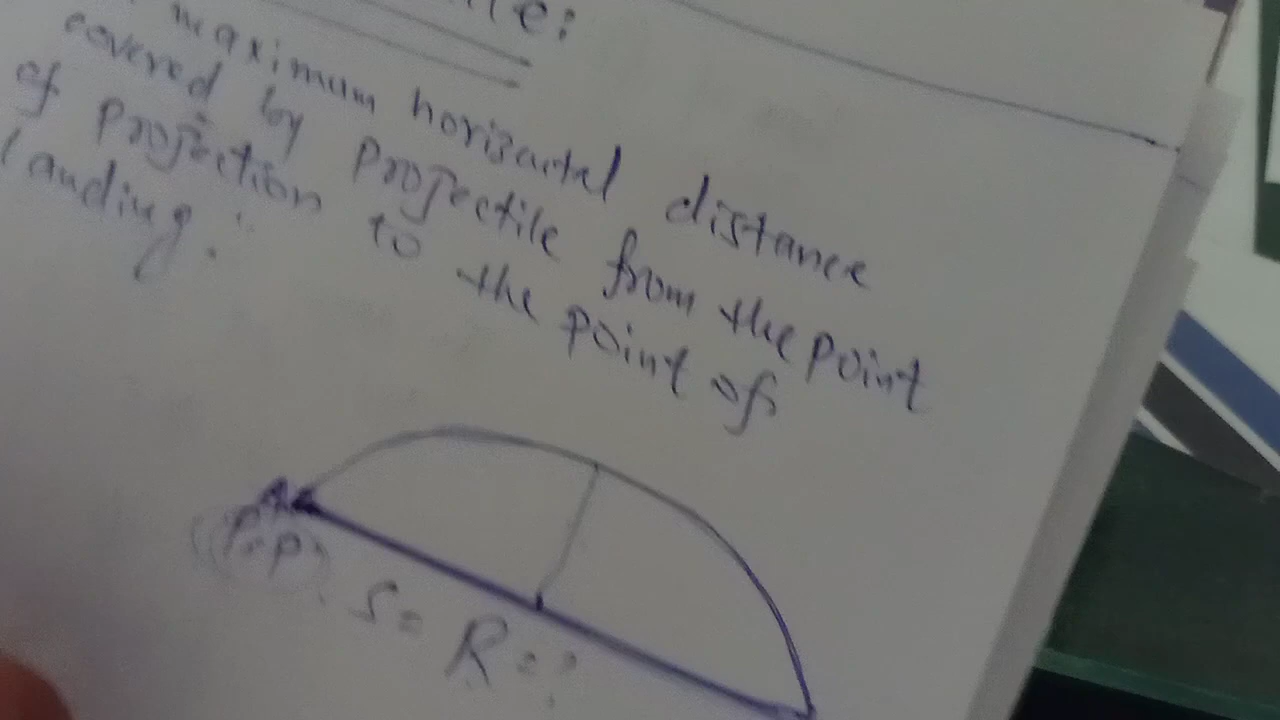 maximum horizontal distance
covered by projectile from the point
of projection to the point of
landing.
P.P
S = R = ?